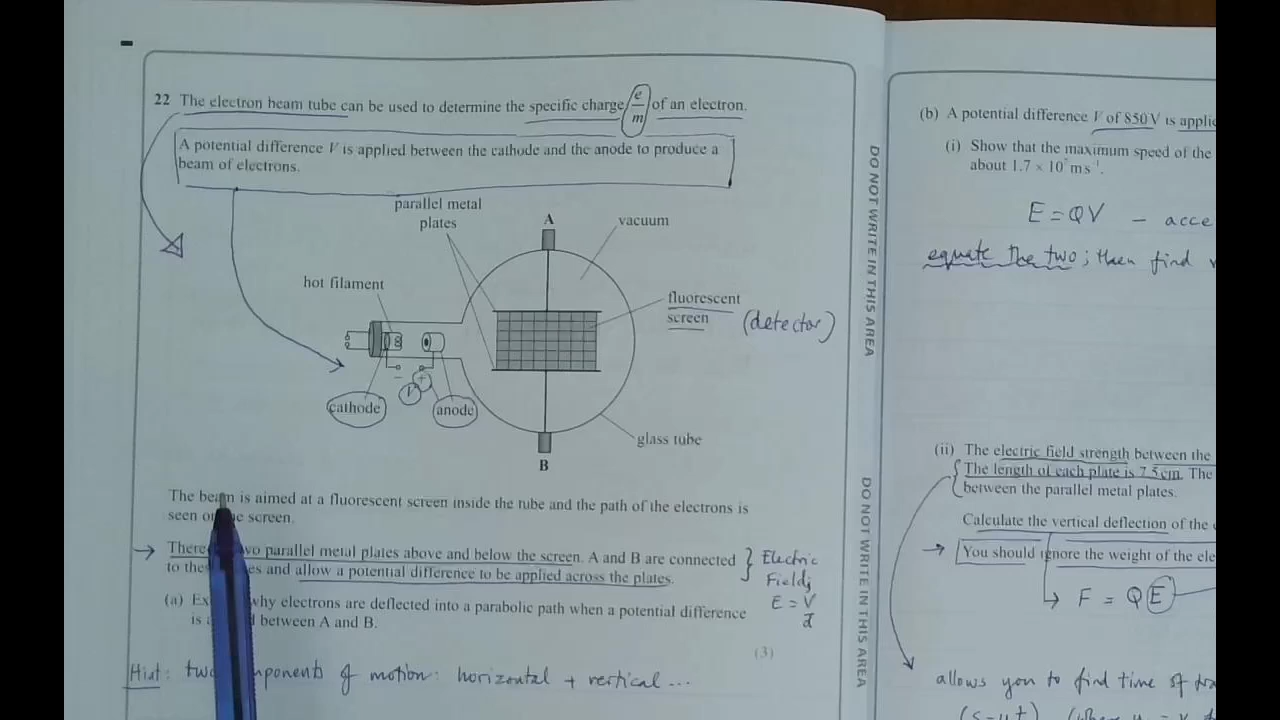 22 The electron beam tube can be used to determine the specific charge e/m of an electron.
A potential difference V is applied between the cathode and the anode to produce a
beam of electrons.
parallel metal
plates
A
vacuum
hot filament
fluorescent
screen
(detector)
−
+
V
cathode
anode
glass tube
B
The beam is aimed at a fluorescent screen inside the tube and the path of the electrons is
seen on the screen.
two parallel metal plates above and below the screen. A and B are connected
to these and allow a potential difference to be applied across the plates.
Electric
Field;
E = V
d
(a) why electrons are deflected into a parabolic path when a potential difference
is between A and B.
(3)
Hint: two components of motion: horizontal + vertical ...
DO NOT WRITE IN THIS AREA
DO NOT WRITE IN THIS AREA
(b) A potential difference V of 850 V is applie
(i) Show that the maximum speed of the
about 1.7 × 10⁷ m s⁻¹.
E = QV – acce
equate the two; then find v
(ii) The electric field strength between the
The length of each plate is 7.5 cm. The
between the parallel metal plates.
Calculate the vertical deflection of the
You should ignore the weight of the ele
F = QE
allows you to find time of
(s = ut) (where u = v